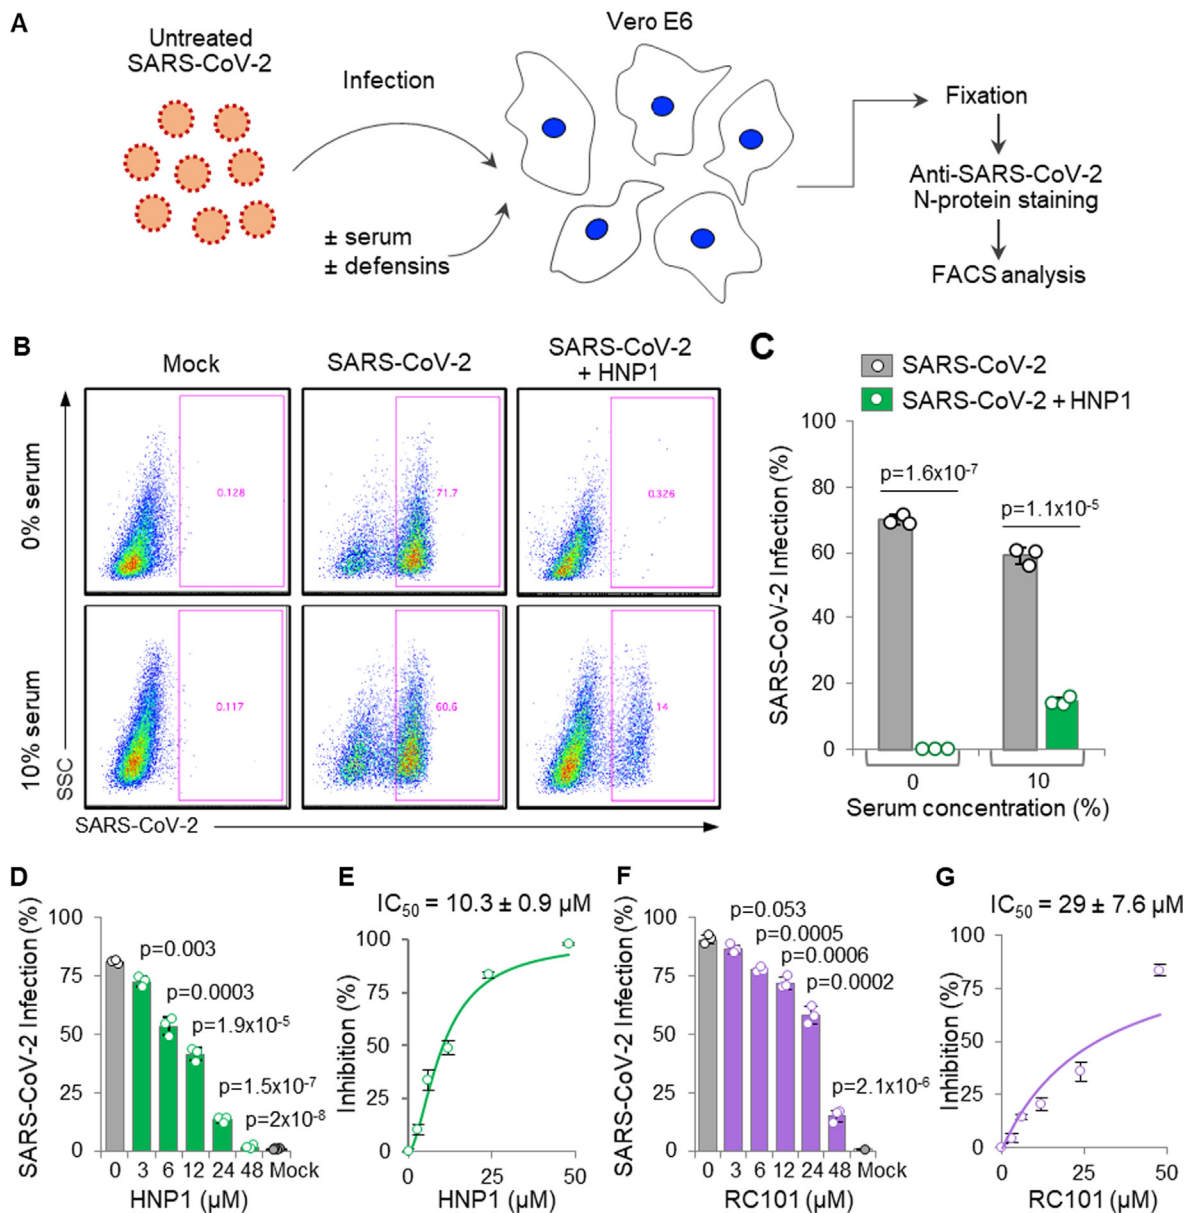 A
Untreated
SARS-CoV-2
Infection
± serum
± defensins
Vero E6
Fixation
Anti-SARS-CoV-2
N-protein staining
FACS analysis
B
Mock
SARS-CoV-2
SARS-CoV-2
+ HNP1
0% serum
0.128
71.7
0.326
10% serum
0.117
60.6
14
SSC
SARS-CoV-2
C
SARS-CoV-2
SARS-CoV-2 + HNP1
SARS-CoV-2 Infection (%)
100
80
60
40
20
0
p=1.6x10⁻⁷
p=1.1x10⁻⁵
0
10
Serum concentration (%)
D
SARS-CoV-2 Infection (%)
100
75
50
25
0
p=0.003
p=0.0003
p=1.9x10⁻⁵
p=1.5x10⁻⁷
p=2x10⁻⁸
0 3 6 12 24 48 Mock
HNP1 (µM)
E
IC₅₀ = 10.3 ± 0.9 µM
Inhibition (%)
100
75
50
25
0
0 25 50
HNP1 (µM)
F
SARS-CoV-2 Infection (%)
100
75
50
25
0
p=0.053
p=0.0005
p=0.0006
p=0.0002
p=2.1x10⁻⁶
0 3 6 12 24 48 Mock
RC101 (µM)
G
IC₅₀ = 29 ± 7.6 µM
Inhibition (%)
100
75
50
25
0
0 25 50
RC101 (µM)